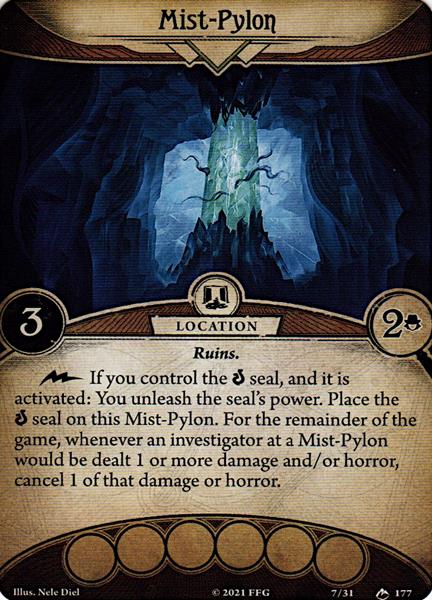 Mist-Pylon
3
2
LOCATION
Ruins.
If you control the seal, and it is
activated: You unleash the seal's power. Place the
seal on this Mist-Pylon. For the remainder of the
game, whenever an investigator at a Mist-Pylon
would be dealt 1 or more damage and/or horror,
cancel 1 of that damage or horror.
Illus. Nele Diel © 2021 FFG 7/31 177